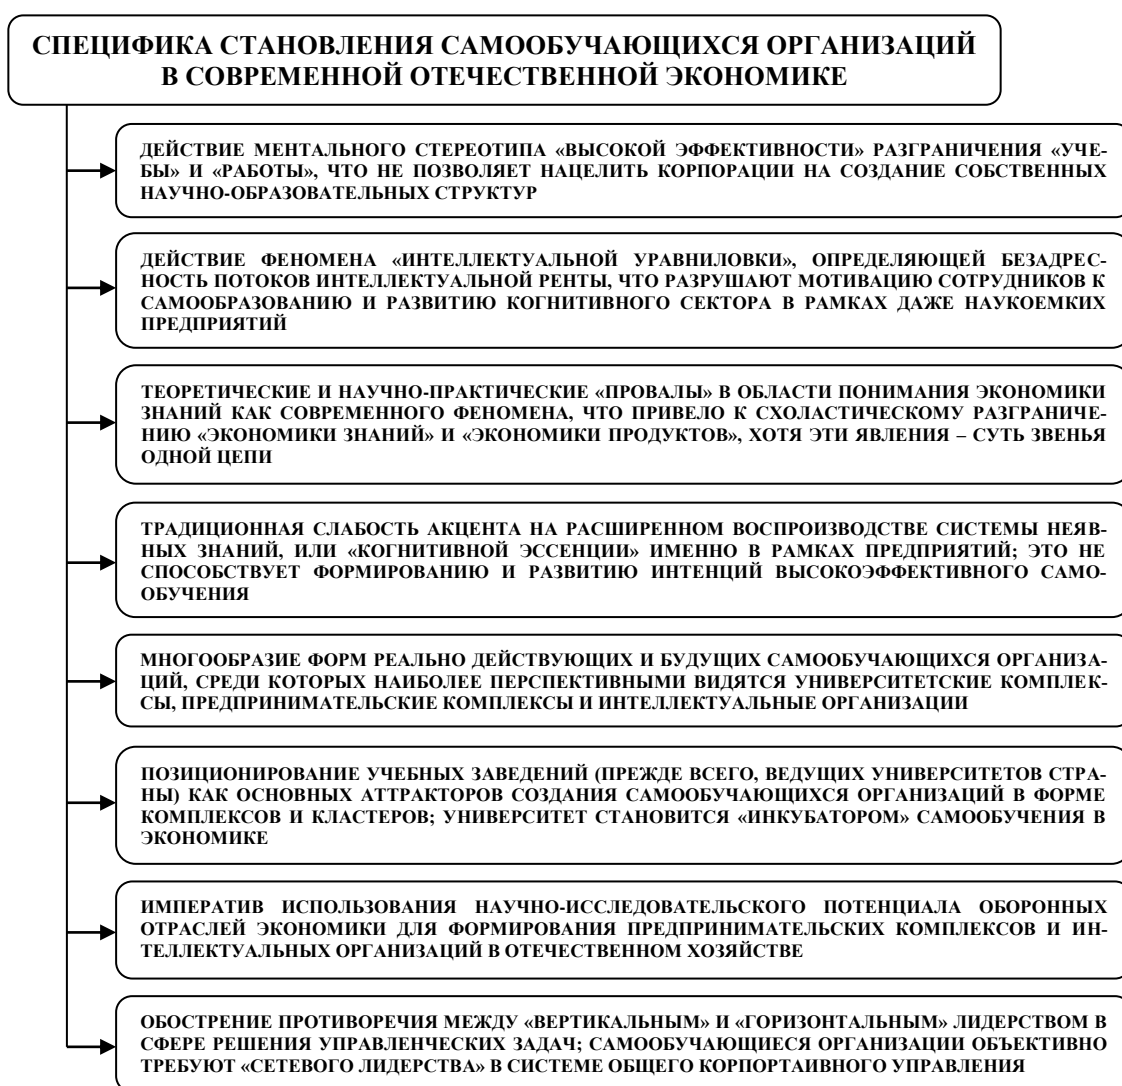 СПЕЦИФИКА СТАНОВЛЕНИЯ САМООБУЧАЮЩИХСЯ ОРГАНИЗАЦИЙ
В СОВРЕМЕННОЙ ОТЕЧЕСТВЕННОЙ ЭКОНОМИКЕ
ДЕЙСТВИЕ МЕНТАЛЬНОГО СТЕРЕОТИПА «ВЫСОКОЙ ЭФФЕКТИВНОСТИ» РАЗГРАНИЧЕНИЯ «УЧЕ-
БЫ» И «РАБОТЫ», ЧТО НЕ ПОЗВОЛЯЕТ НАЦЕЛИТЬ КОРПОРАЦИИ НА СОЗДАНИЕ СОБСТВЕННЫХ
НАУЧНО-ОБРАЗОВАТЕЛЬНЫХ СТРУКТУР
ДЕЙСТВИЕ ФЕНОМЕНА «ИНТЕЛЛЕКТУАЛЬНОЙ УРАВНИЛОВКИ», ОПРЕДЕЛЯЮЩЕЙ БЕЗАДРЕС-
НОСТЬ ПОТОКОВ ИНТЕЛЛЕКТУАЛЬНОЙ РЕНТЫ, ЧТО РАЗРУШАЮТ МОТИВАЦИЮ СОТРУДНИКОВ К
САМООБРАЗОВАНИЮ И РАЗВИТИЮ КОГНИТИВНОГО СЕКТОРА В РАМКАХ ДАЖЕ НАУКОЕМКИХ
ПРЕДПРИЯТИЙ
ТЕОРЕТИЧЕСКИЕ И НАУЧНО-ПРАКТИЧЕСКИЕ «ПРОВАЛЫ» В ОБЛАСТИ ПОНИМАНИЯ ЭКОНОМИКИ
ЗНАНИЙ КАК СОВРЕМЕННОГО ФЕНОМЕНА, ЧТО ПРИВЕЛО К СХОЛАСТИЧЕСКОМУ РАЗГРАНИЧЕ-
НИЮ «ЭКОНОМИКИ ЗНАНИЙ» И «ЭКОНОМИКИ ПРОДУКТОВ», ХОТЯ ЭТИ ЯВЛЕНИЯ – СУТЬ ЗВЕНЬЯ
ОДНОЙ ЦЕПИ
ТРАДИЦИОННАЯ СЛАБОСТЬ АКЦЕНТА НА РАСШИРЕННОМ ВОСПРОИЗВОДСТВЕ СИСТЕМЫ НЕЯВ-
НЫХ ЗНАНИЙ, ИЛИ «КОГНИТИВНОЙ ЭССЕНЦИИ» ИМЕННО В РАМКАХ ПРЕДПРИЯТИЙ; ЭТО НЕ
СПОСОБСТВУЕТ ФОРМИРОВАНИЮ И РАЗВИТИЮ ИНТЕНЦИЙ ВЫСОКОЭФФЕКТИВНОГО САМО-
ОБУЧЕНИЯ
МНОГООБРАЗИЕ ФОРМ РЕАЛЬНО ДЕЙСТВУЮЩИХ И БУДУЩИХ САМООБУЧАЮЩИХСЯ ОРГАНИЗА-
ЦИЙ, СРЕДИ КОТОРЫХ НАИБОЛЕЕ ПЕРСПЕКТИВНЫМИ ВИДЯТСЯ УНИВЕРСИТЕТСКИЕ КОМПЛЕК-
СЫ, ПРЕДПРИНИМАТЕЛЬСКИЕ КОМПЛЕКСЫ И ИНТЕЛЛЕКТУАЛЬНЫЕ ОРГАНИЗАЦИИ
ПОЗИЦИОНИРОВАНИЕ УЧЕБНЫХ ЗАВЕДЕНИЙ (ПРЕЖДЕ ВСЕГО, ВЕДУЩИХ УНИВЕРСИТЕТОВ СТРА-
НЫ) КАК ОСНОВНЫХ АТТРАКТОРОВ СОЗДАНИЯ САМООБУЧАЮЩИХСЯ ОРГАНИЗАЦИЙ В ФОРМЕ
КОМПЛЕКСОВ И КЛАСТЕРОВ; УНИВЕРСИТЕТ СТАНОВИТСЯ «ИНКУБАТОРОМ» САМООБУЧЕНИЯ В
ЭКОНОМИКЕ
ИМПЕРАТИВ ИСПОЛЬЗОВАНИЯ НАУЧНО-ИССЛЕДОВАТЕЛЬСКОГО ПОТЕНЦИАЛА ОБОРОННЫХ
ОТРАСЛЕЙ ЭКОНОМИКИ ДЛЯ ФОРМИРОВАНИЯ ПРЕДПРИНИМАТЕЛЬСКИХ КОМПЛЕКСОВ И ИН-
ТЕЛЛЕКТУАЛЬНЫХ ОРГАНИЗАЦИЙ В ОТЕЧЕСТВЕННОМ ХОЗЯЙСТВЕ
ОБОСТРЕНИЕ ПРОТИВОРЕЧИЯ МЕЖДУ «ВЕРТИКАЛЬНЫМ» И «ГОРИЗОНТАЛЬНЫМ» ЛИДЕРСТВОМ В
СФЕРЕ РЕШЕНИЯ УПРАВЛЕНЧЕСКИХ ЗАДАЧ; САМООБУЧАЮЩИЕСЯ ОРГАНИЗАЦИИ ОБЪЕКТИВНО
ТРЕБУЮТ «СЕТЕВОГО ЛИДЕРСТВА» В СИСТЕМЕ ОБЩЕГО КОРПОРТАИВНОГО УПРАВЛЕНИЯ